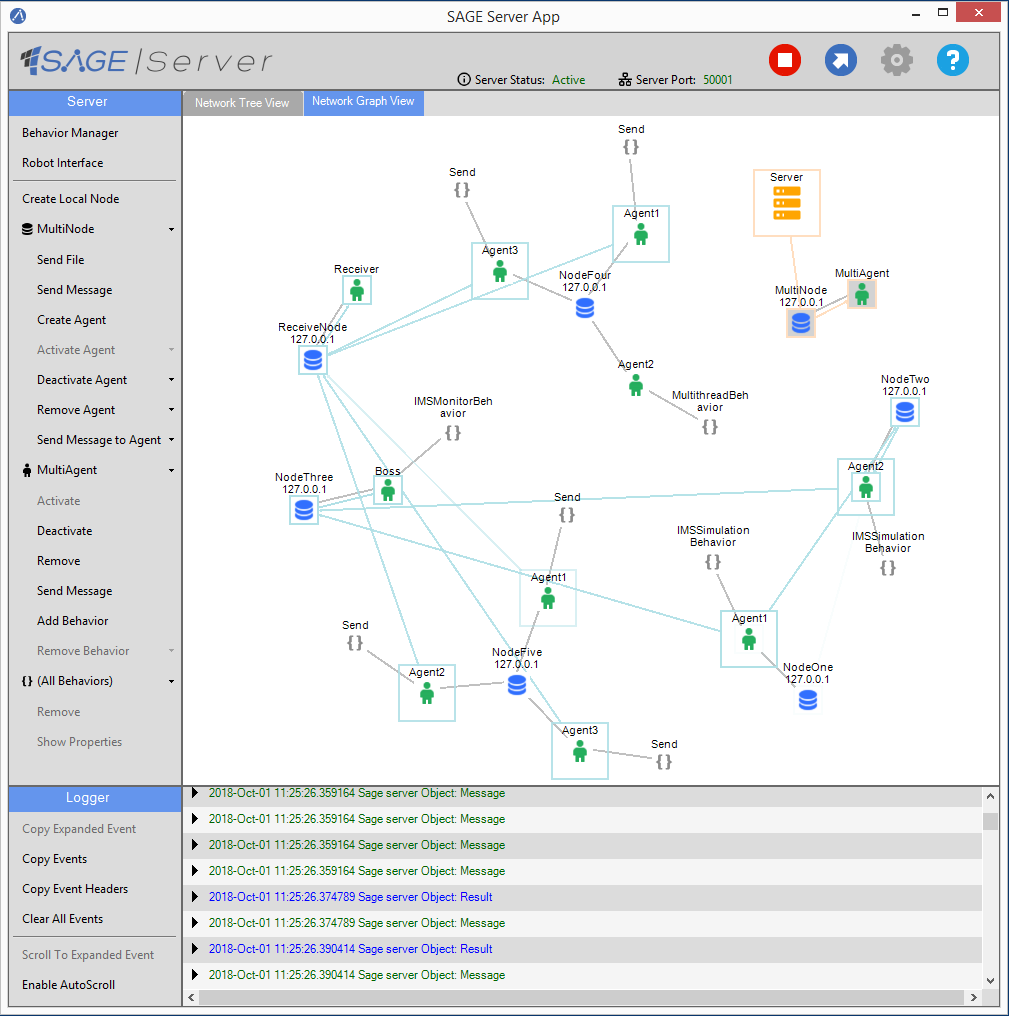 SAGE Server App
SAGE|Server
Server Status: Active
Server Port: 50001
?
Server
Behavior Manager
Robot Interface
Create Local Node
MultiNode
Send File
Send Message
Create Agent
Activate Agent
Deactivate Agent
Remove Agent
Send Message to Agent
MultiAgent
Activate
Deactivate
Remove
Send Message
Add Behavior
Remove Behavior
{} (All Behaviors)
Remove
Show Properties
Network Tree View
Network Graph View
Send
{}
Send
{}
Server
Agent1
Agent3
Receiver
NodeFour
127.0.0.1
MultiAgent
MultiNode
127.0.0.1
ReceiveNode
127.0.0.1
Agent2
NodeTwo
127.0.0.1
MultithreadBeh
avior
{}
IMSMonitorBeh
avior
{}
Boss
NodeThree
127.0.0.1
Agent2
Send
{}
IMSSimulation
Behavior
{}
IMSSimulation
Behavior
{}
Agent1
Agent1
Send
{}
NodeFive
127.0.0.1
NodeOne
127.0.0.1
Agent2
Agent3
Send
{}
Logger
Copy Expanded Event
Copy Events
Copy Event Headers
Clear All Events
Scroll To Expanded Event
Enable AutoScroll
2018-Oct-01 11:25:26.359164 Sage server Object: Message
2018-Oct-01 11:25:26.359164 Sage server Object: Message
2018-Oct-01 11:25:26.359164 Sage server Object: Message
2018-Oct-01 11:25:26.359164 Sage server Object: Message
2018-Oct-01 11:25:26.374789 Sage server Object: Result
2018-Oct-01 11:25:26.374789 Sage server Object: Message
2018-Oct-01 11:25:26.390414 Sage server Object: Result
2018-Oct-01 11:25:26.390414 Sage server Object: Message